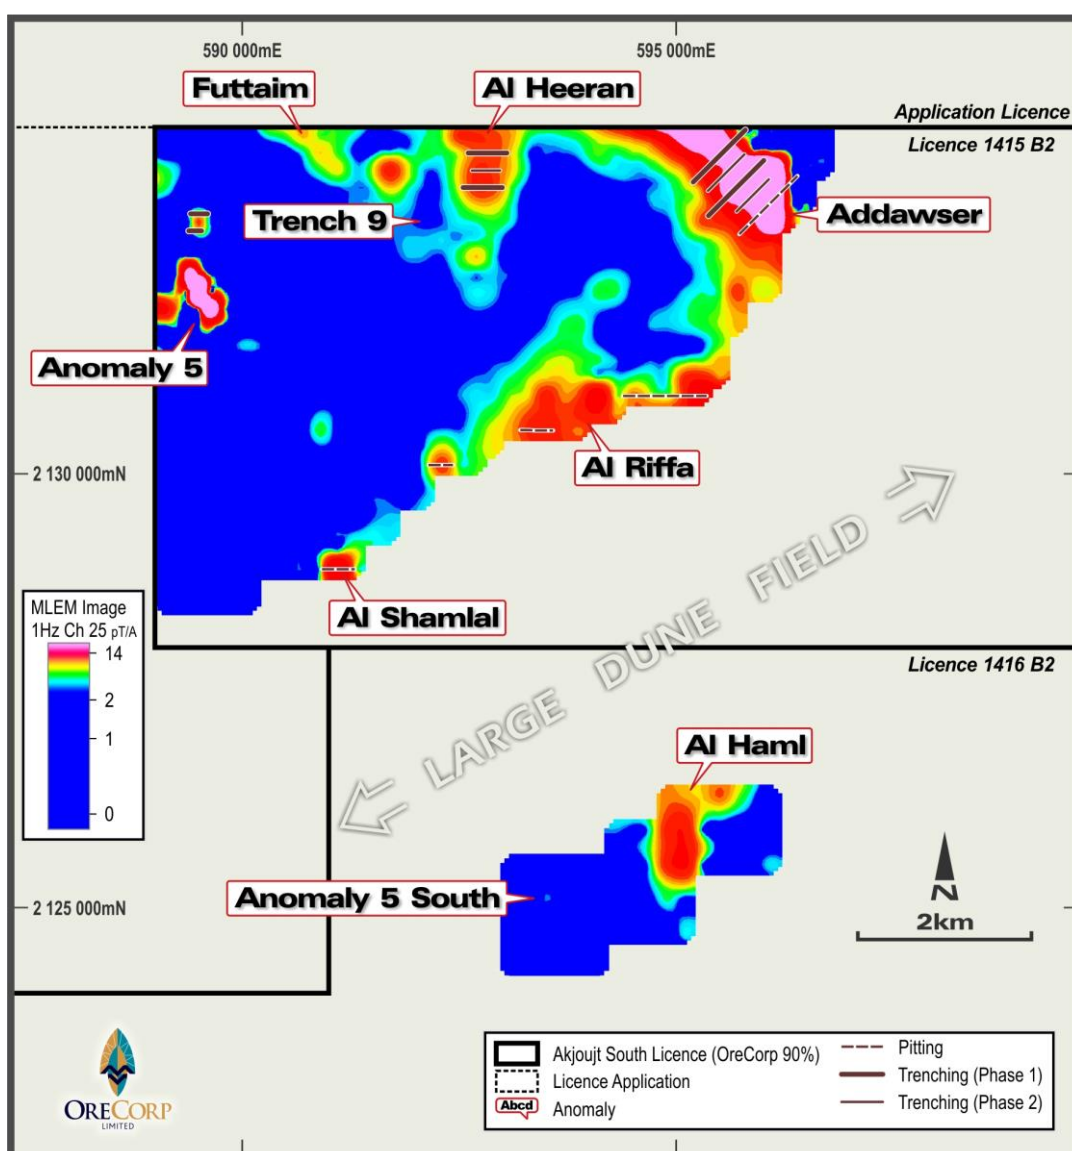 590 000mE
595 000mE
Futtaim
Al Heeran
Application Licence
Licence 1415 B2
Trench 9
Addawser
Anomaly 5
Al Riffa
2 130 000mN
LARGE DUNE FIELD
Al Shamlal
MLEM Image
1Hz Ch 25 pT/A
14
2
1
0
Licence 1416 B2
Al Haml
Anomaly 5 South
2 125 000mN
N
2km
ORECORP
LIMITED
Akjoujt South Licence (OreCorp 90%)
Licence Application
Abcd Anomaly
Pitting
Trenching (Phase 1)
Trenching (Phase 2)